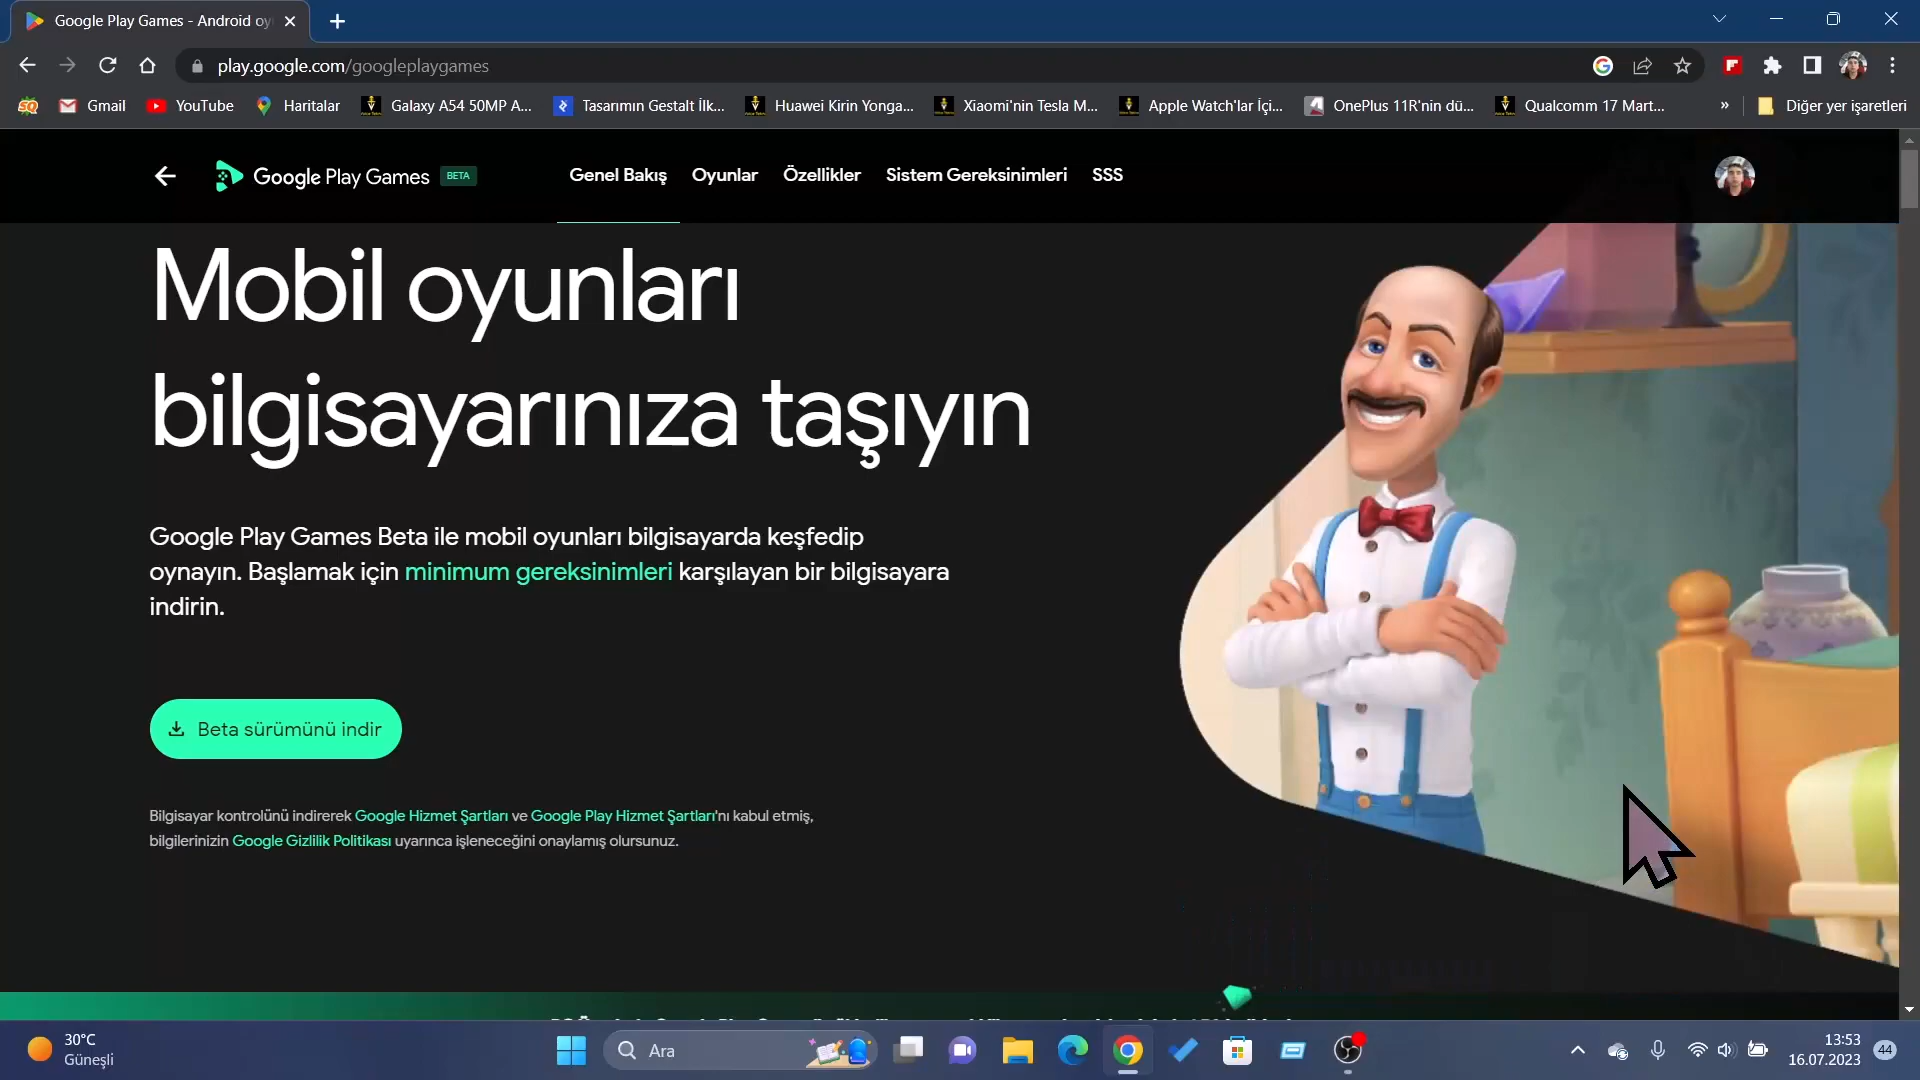 Google Play Games - Android oy
play.google.com/googleplaygames
SQ
Gmail
YouTube
Haritalar
Galaxy A54 50MP A...
Tasarımın Gestalt İlk...
Huawei Kirin Yonga...
Xiaomi'nin Tesla M...
Apple Watch'lar İçi...
OnePlus 11R'nin dü...
Qualcomm 17 Mart...
»
Diğer yer işaretleri
Google Play Games BETA
Genel Bakış
Oyunlar
Özellikler
Sistem Gereksinimleri
SSS
Mobil oyunları
bilgisayarınıza taşıyın
Google Play Games Beta ile mobil oyunları bilgisayarda keşfedip
oynayın. Başlamak için minimum gereksinimleri karşılayan bir bilgisayara
indirin.
Beta sürümünü indir
Bilgisayar kontrolünü indirerek Google Hizmet Şartları ve Google Play Hizmet Şartları'nı kabul etmiş,
bilgilerinizin Google Gizlilik Politikası uyarınca işleneceğini onaylamış olursunuz.
30°C
Güneşli
Ara
13:53
16.07.2023
44